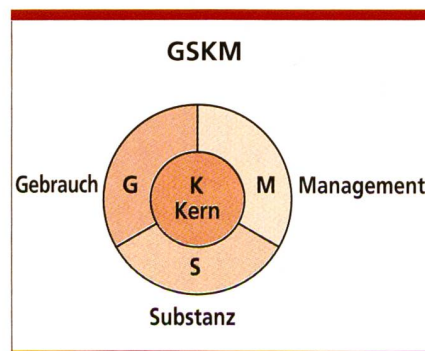 GSKM
Gebrauch G K M Management
Kern
S
Substanz